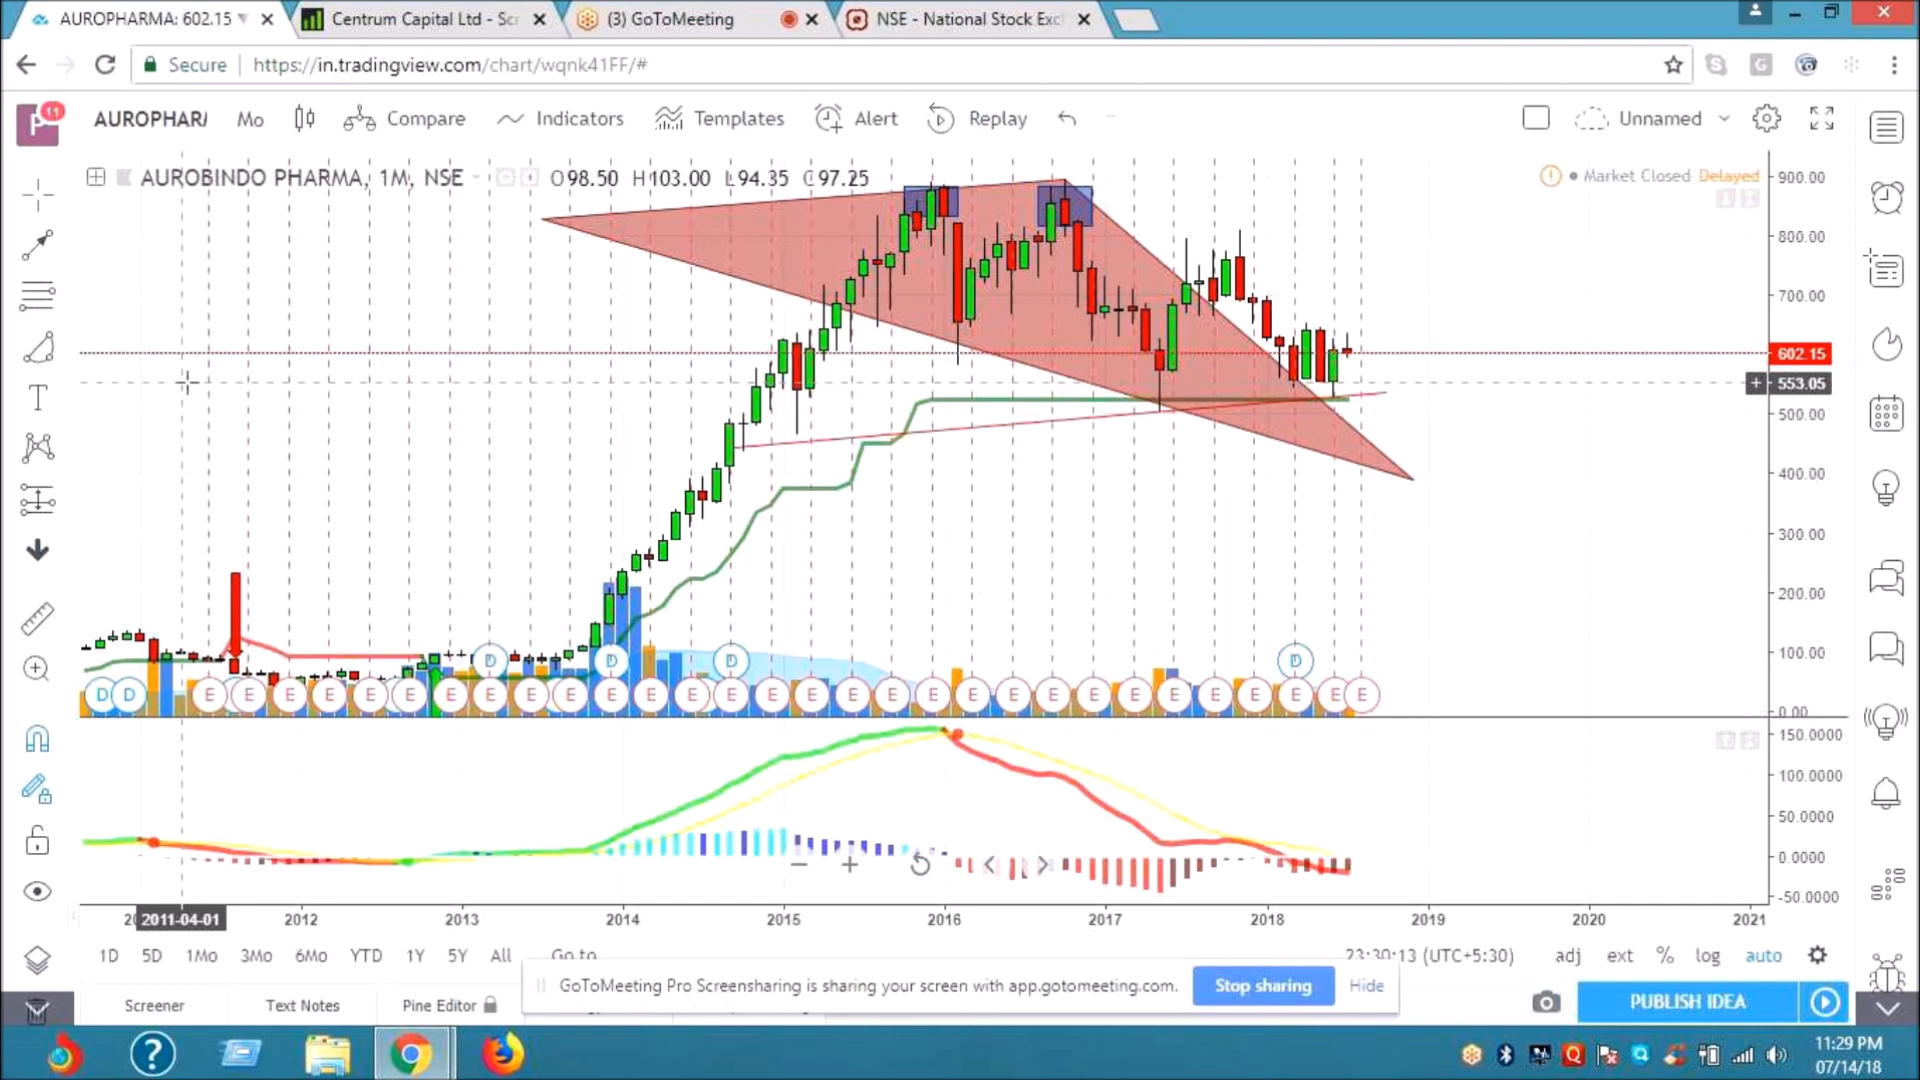 AUROPHARMA: 602.15
Centrum Capital Ltd - Sc
(3) GoToMeeting
NSE - National Stock Exc
Secure
https://in.tradingview.com/chart/wqnk41FF/#
P
11
AUROPHAR
Mo
Compare
Indicators
Templates
Alert
Replay
Unnamed
AUROBINDO PHARMA, 1M, NSE
O98.50 H103.00 L94.35 C97.25
Market Closed Delayed
900.00
800.00
700.00
602.15
553.05
500.00
400.00
300.00
200.00
100.00
0.00
D D E E E E E E E D E E E D E E E D E E E E E E E E E E E E E E D E E E
150.0000
100.0000
50.0000
0.0000
-50.0000
2011-04-01
2012 2013 2014 2015 2016 2017 2018 2019 2020 2021
1D 5D 1Mo 3Mo 6Mo YTD 1Y 5Y All Go to
23:30:13 (UTC+5:30) adj ext % log auto
GoToMeeting Pro Screensharing is sharing your screen with app.gotomeeting.com.
Stop sharing
Hide
Screener
Text Notes
Pine Editor
PUBLISH IDEA
11:29 PM
07/14/18